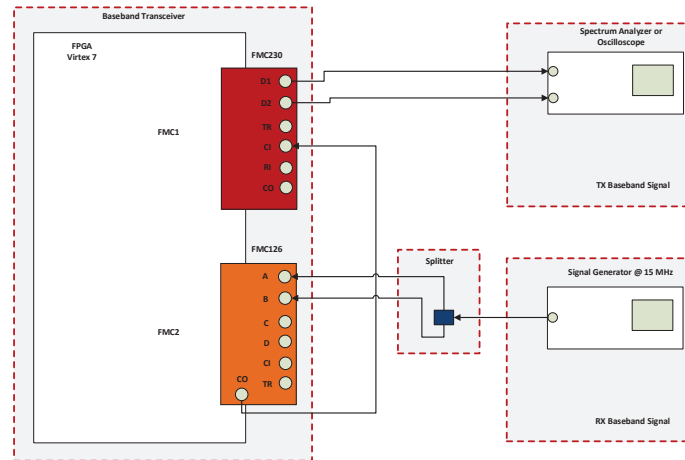 Baseband Transceiver
FPGA
Virtex 7
FMC230
D1
D2
TR
CI
RI
CO
FMC1
FMC126
A
B
C
D
CI
TR
CO
FMC2
Splitter
Spectrum Analyzer or
Oscilloscope
TX Baseband Signal
Signal Generator @ 15 MHz
RX Baseband Signal